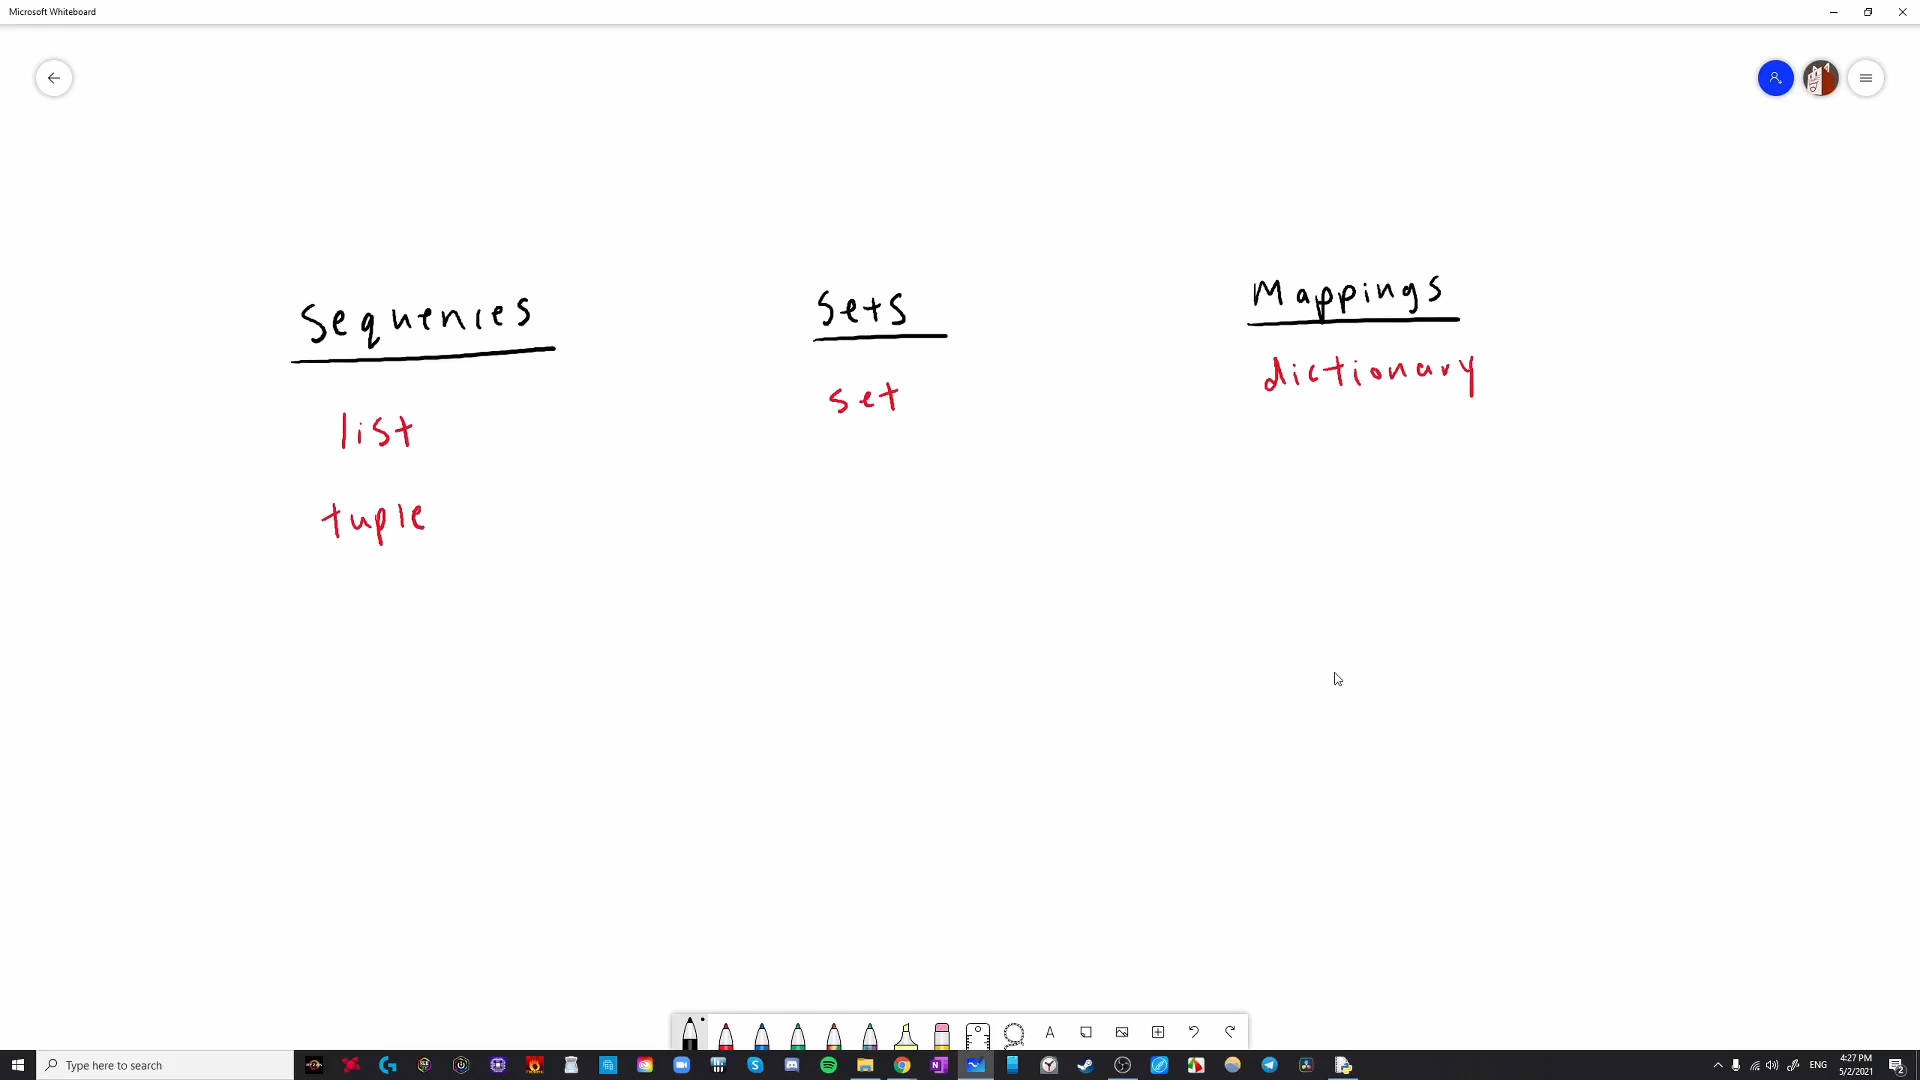 Microsoft Whiteboard
Sequences
list
tuple
Sets
set
Mappings
dictionary
A
Type here to search
ENG
4:27 PM
5/2/2021
2